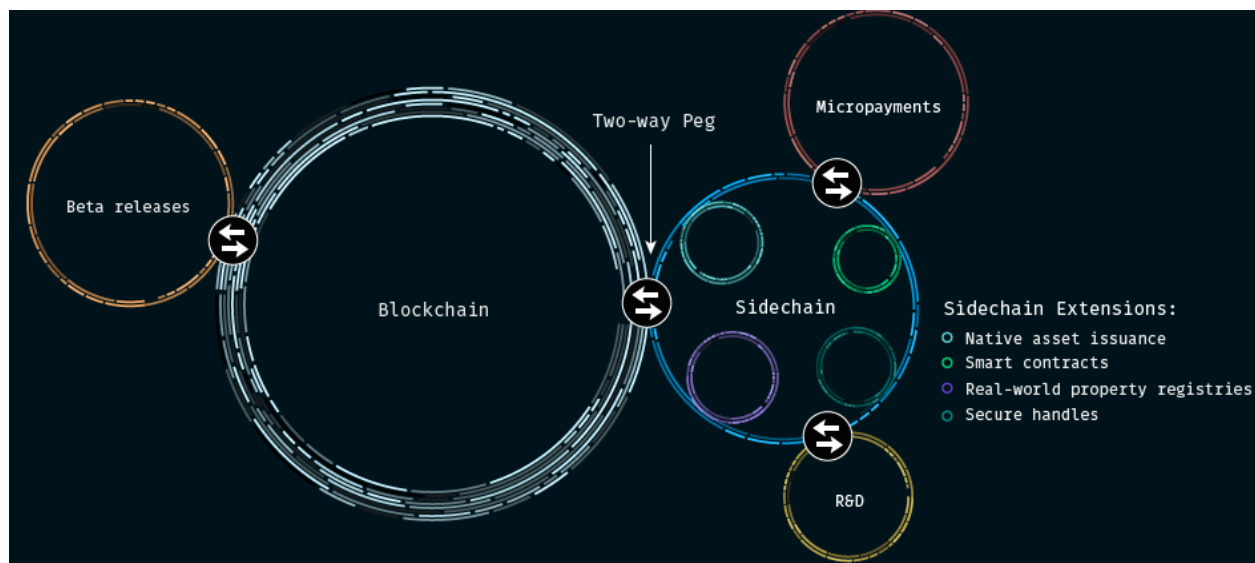 Micropayments
Two-way Peg
Beta releases
Blockchain
Sidechain
Sidechain Extensions:
Native asset issuance
Smart contracts
Real-world property registries
Secure handles
R&D